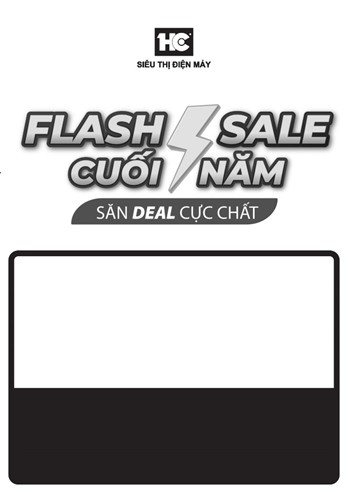 HC
SIÊU THỊ ĐIỆN MÁY
FLASH SALE
CUỐI NĂM
SĂN DEAL CỰC CHẤT